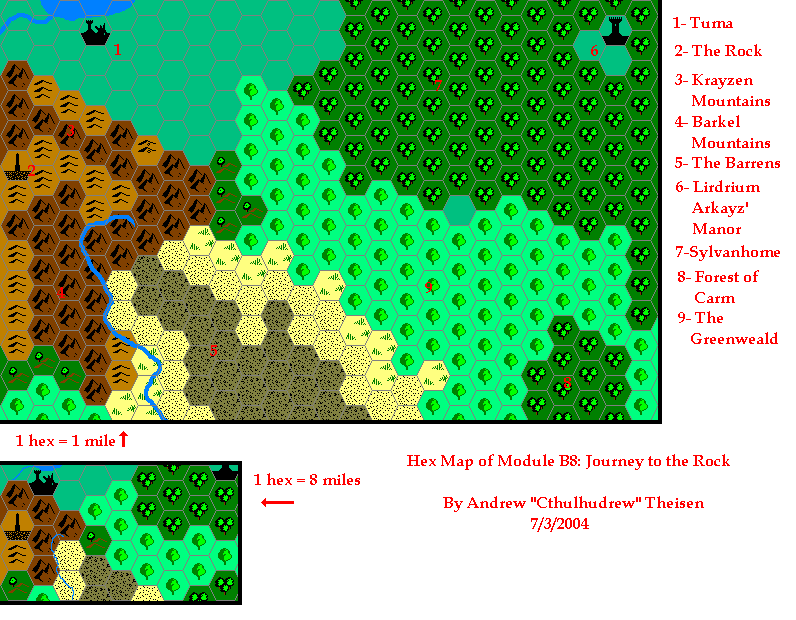 1
2
3
4
5
6
7
8
9
1- Tuma
2- The Rock
3- Krayzen
Mountains
4- Barkel
Mountains
5- The Barrens
6- Lirdrium
Arkayz'
Manor
7-Sylvanhome
8- Forest of
Carm
9- The
Greenweald
1 hex = 1 mile
1 hex = 8 miles
Hex Map of Module B8: Journey to the Rock
By Andrew "Cthulhudrew" Theisen
7/3/2004